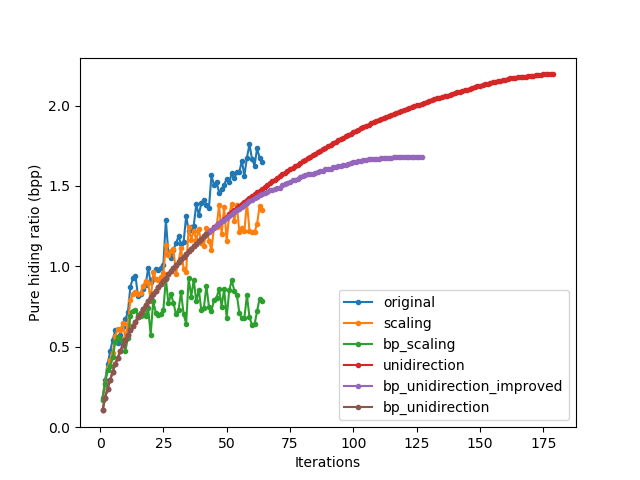 Pure hiding ratio (bpp)
2.0
1.5
1.0
0.5
0.0
0 25 50 75 100 125 150 175
Iterations
original
scaling
bp_scaling
unidirection
bp_unidirection_improved
bp_unidirection